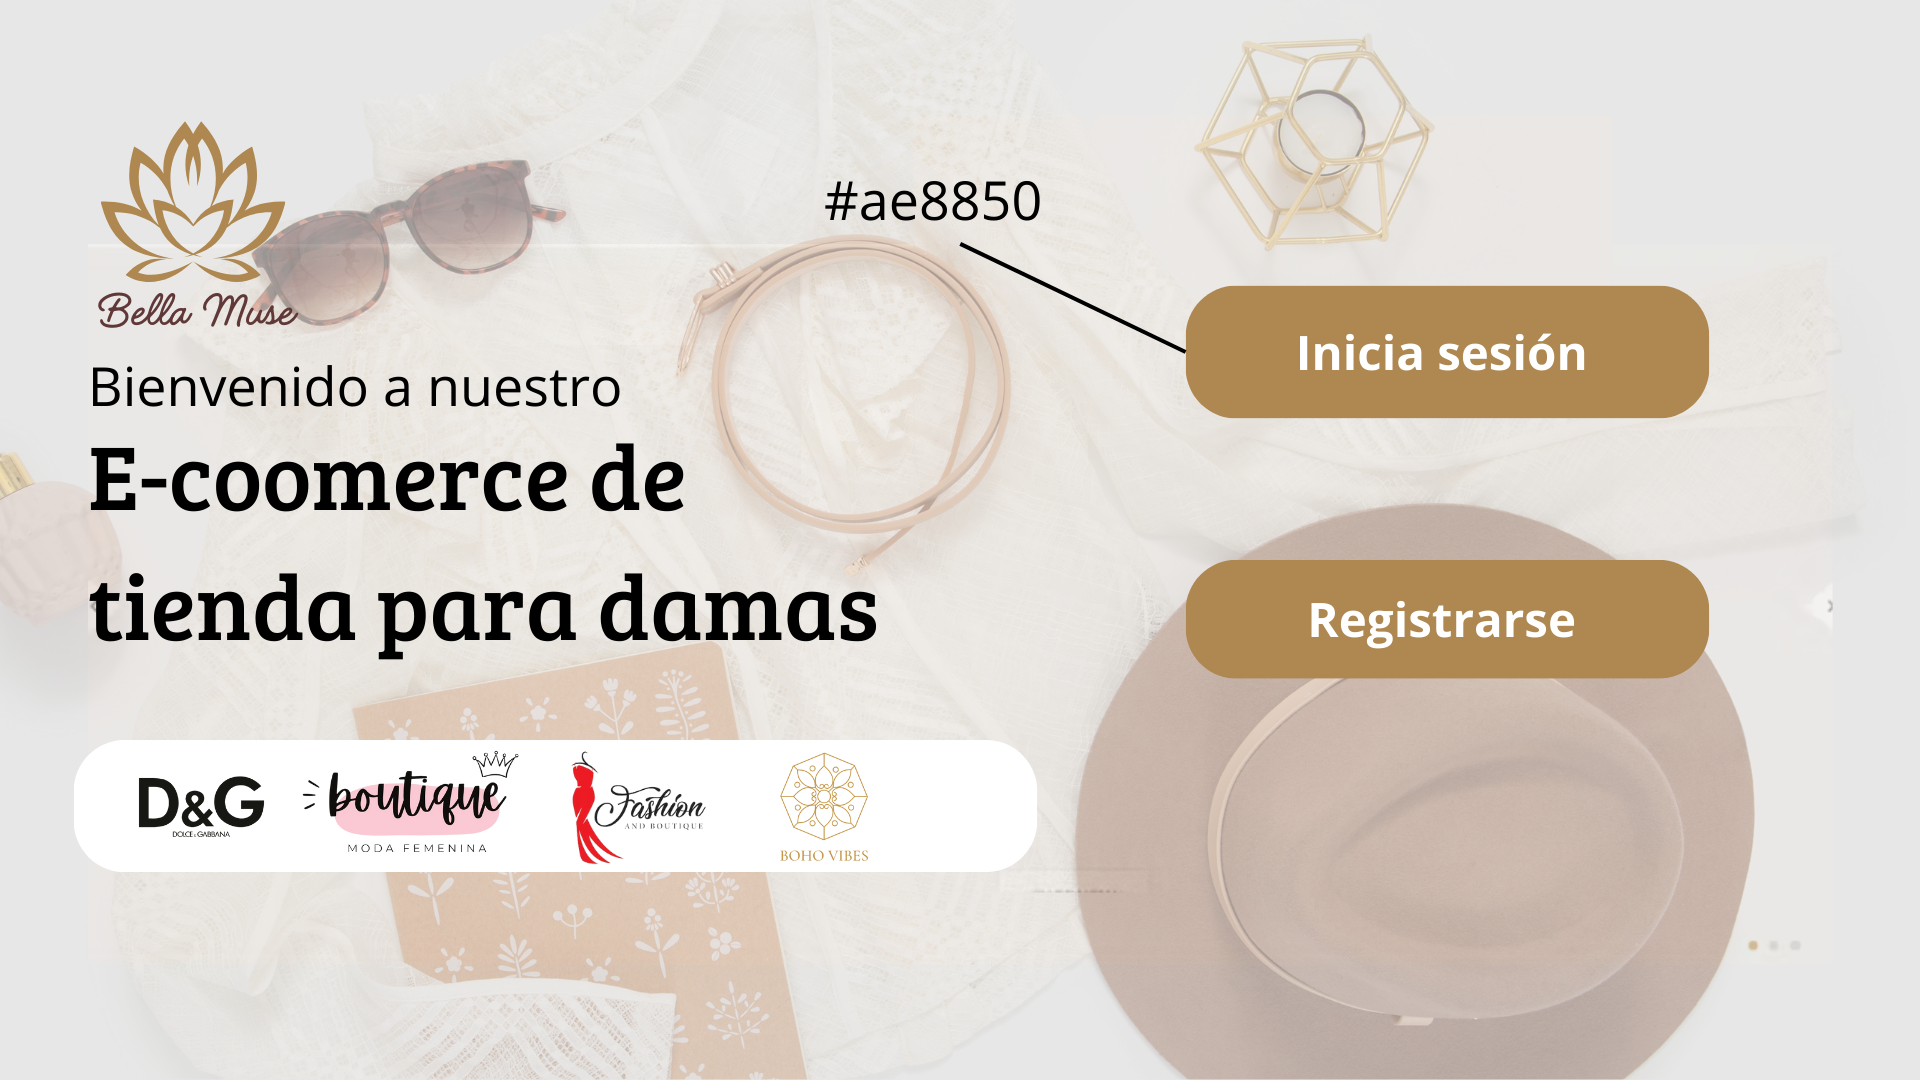 Bella Muse
#ae8850
Bienvenido a nuestro
E-coomerce de
tienda para damas
Inicia sesión
Registrarse
D&G
DOLCE & GABBANA
boutique
MODA FEMENINA
Fashion
AND BOUTIQUE
BOHO VIBES